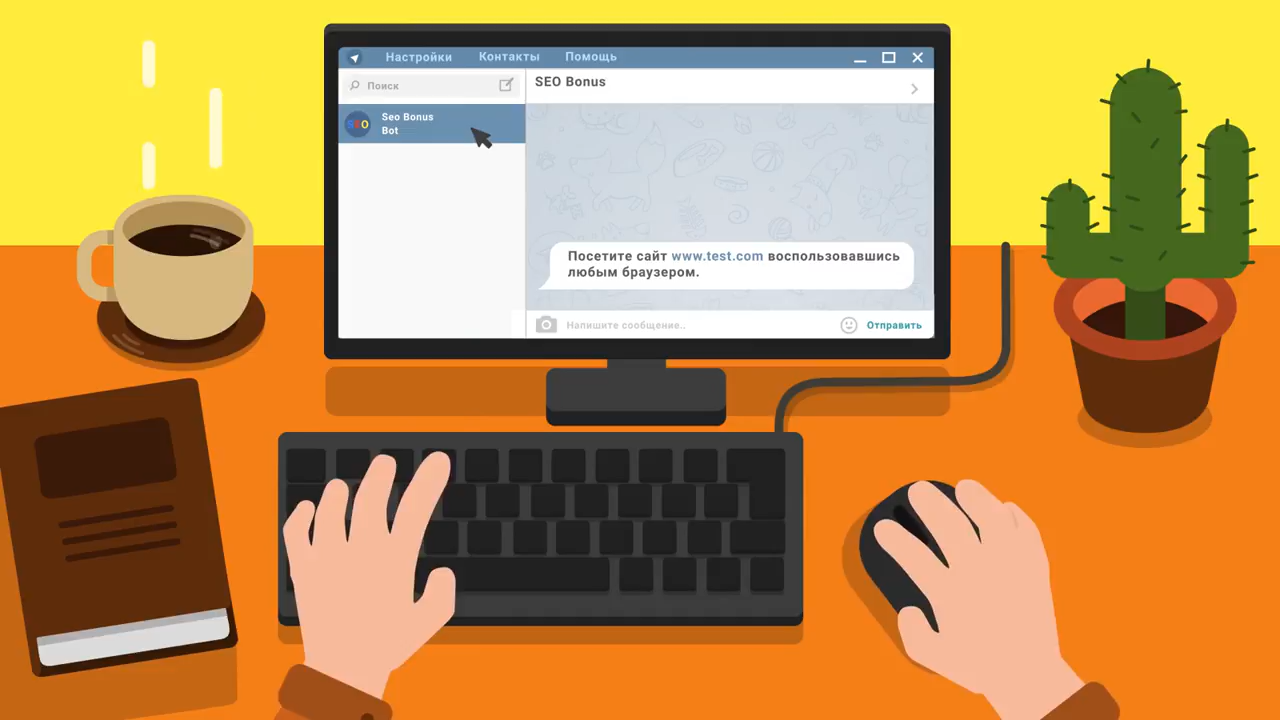 Настройки Контакты Помощь
Поиск
SEO Bonus
SEO
Seo Bonus
Bot
Посетите сайт www.test.com воспользовавшись
любым браузером.
Напишите сообщение..
Отправить